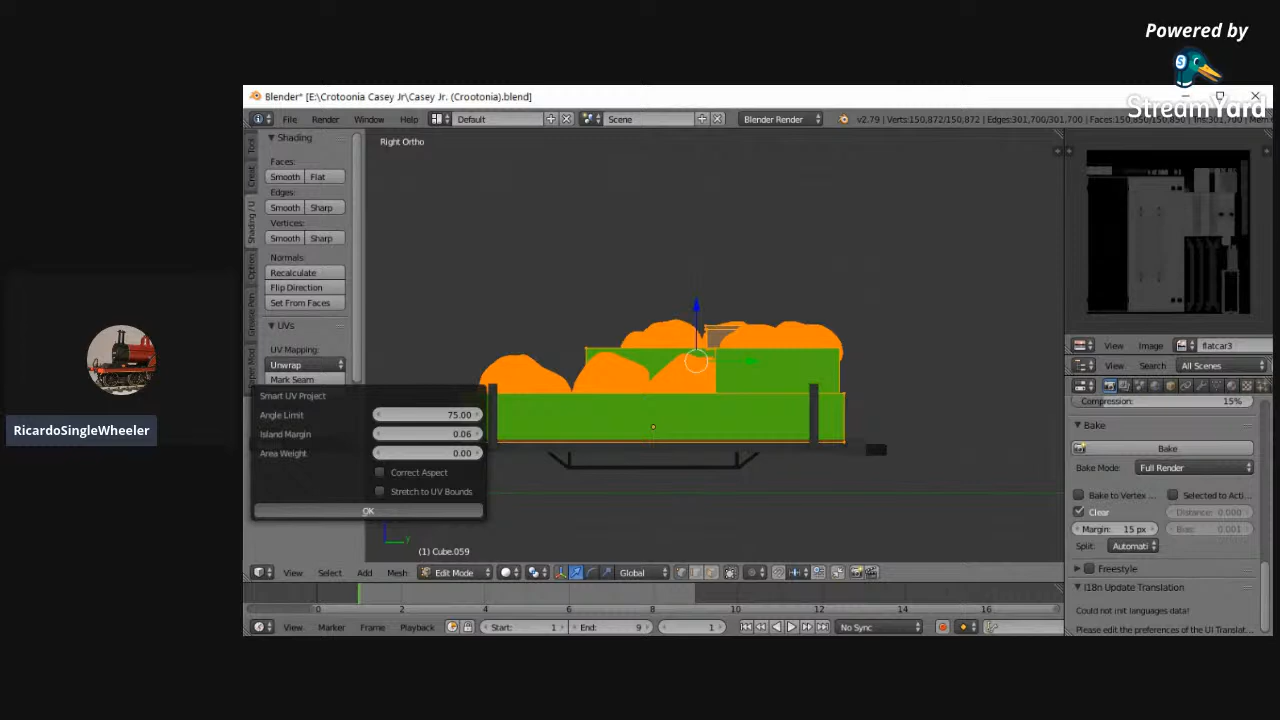 Powered by
StreamYard
Blender* [E:\Crotoonia Casey Jr\Casey Jr. (Crootonia).blend]
File
Render
Window
Help
Default
Scene
Blender Render
v2.79 | Verts:150,872/150,872 | Edges:301,700/301,700 | Faces:150,850/150,850 | Tris:301,700 |
Shading
Faces:
Smooth Flat
Edges:
Smooth Sharp
Vertices:
Smooth Sharp
Normals:
Recalculate
Flip Direction
Set From Faces
UVs
UV Mapping:
Unwrap
Mark Seam
Right Ortho
Smart UV Project
Angle Limit 75.00
Island Margin 0.06
Area Weight 0.00
Correct Aspect
Stretch to UV Bounds
OK
RicardoSingleWheeler
(1) Cube.059
View Select Add Mesh Edit Mode Global
0 2 4 6 8 10 12 14 16
View Marker Frame Playback Start: 1 End: 9 1 No Sync
View Image flatcar3
View Search All Scenes
Compression: 15%
Bake
Bake
Bake Mode: Full Render
Bake to Vertex ... Selected to Acti...
Clear Distance: 0.000
Margin: 15 px Bias: 0.001
Split: Automati
Freestyle
I18n Update Translation
Could not init languages data!
Please edit the preferences of the UI Translat